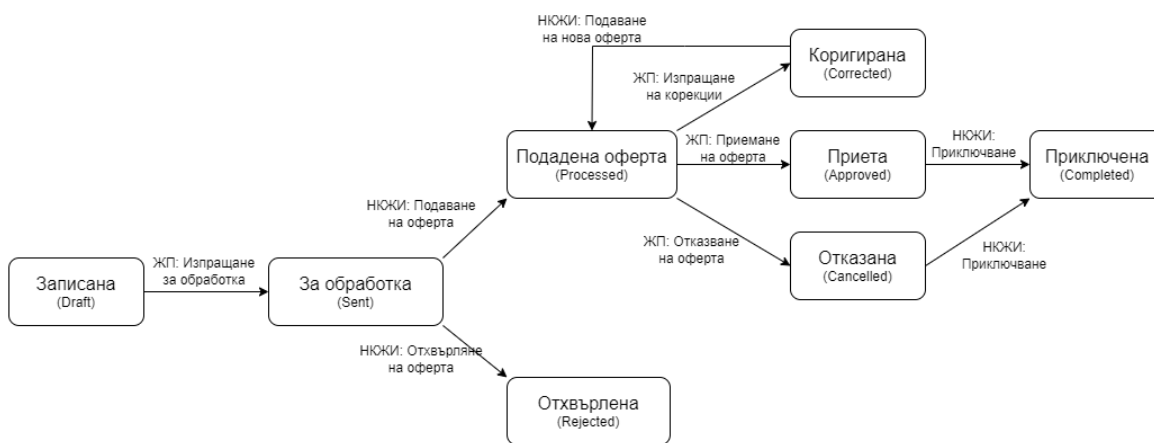 НКЖИ: Подаване
на нова оферта
Коригирана
(Corrected)
ЖП: Изпращане
на корекции
Подадена оферта
(Processed)
ЖП: Приемане
на оферта
Приета
(Approved)
НКЖИ:
Приключване
Приключена
(Completed)
НКЖИ: Подаване
на оферта
ЖП: Отказване
на оферта
Отказана
(Cancelled)
НКЖИ:
Приключване
Записана
(Draft)
ЖП: Изпращане
за обработка
За обработка
(Sent)
НКЖИ: Отхвърляне
на оферта
Отхвърлена
(Rejected)